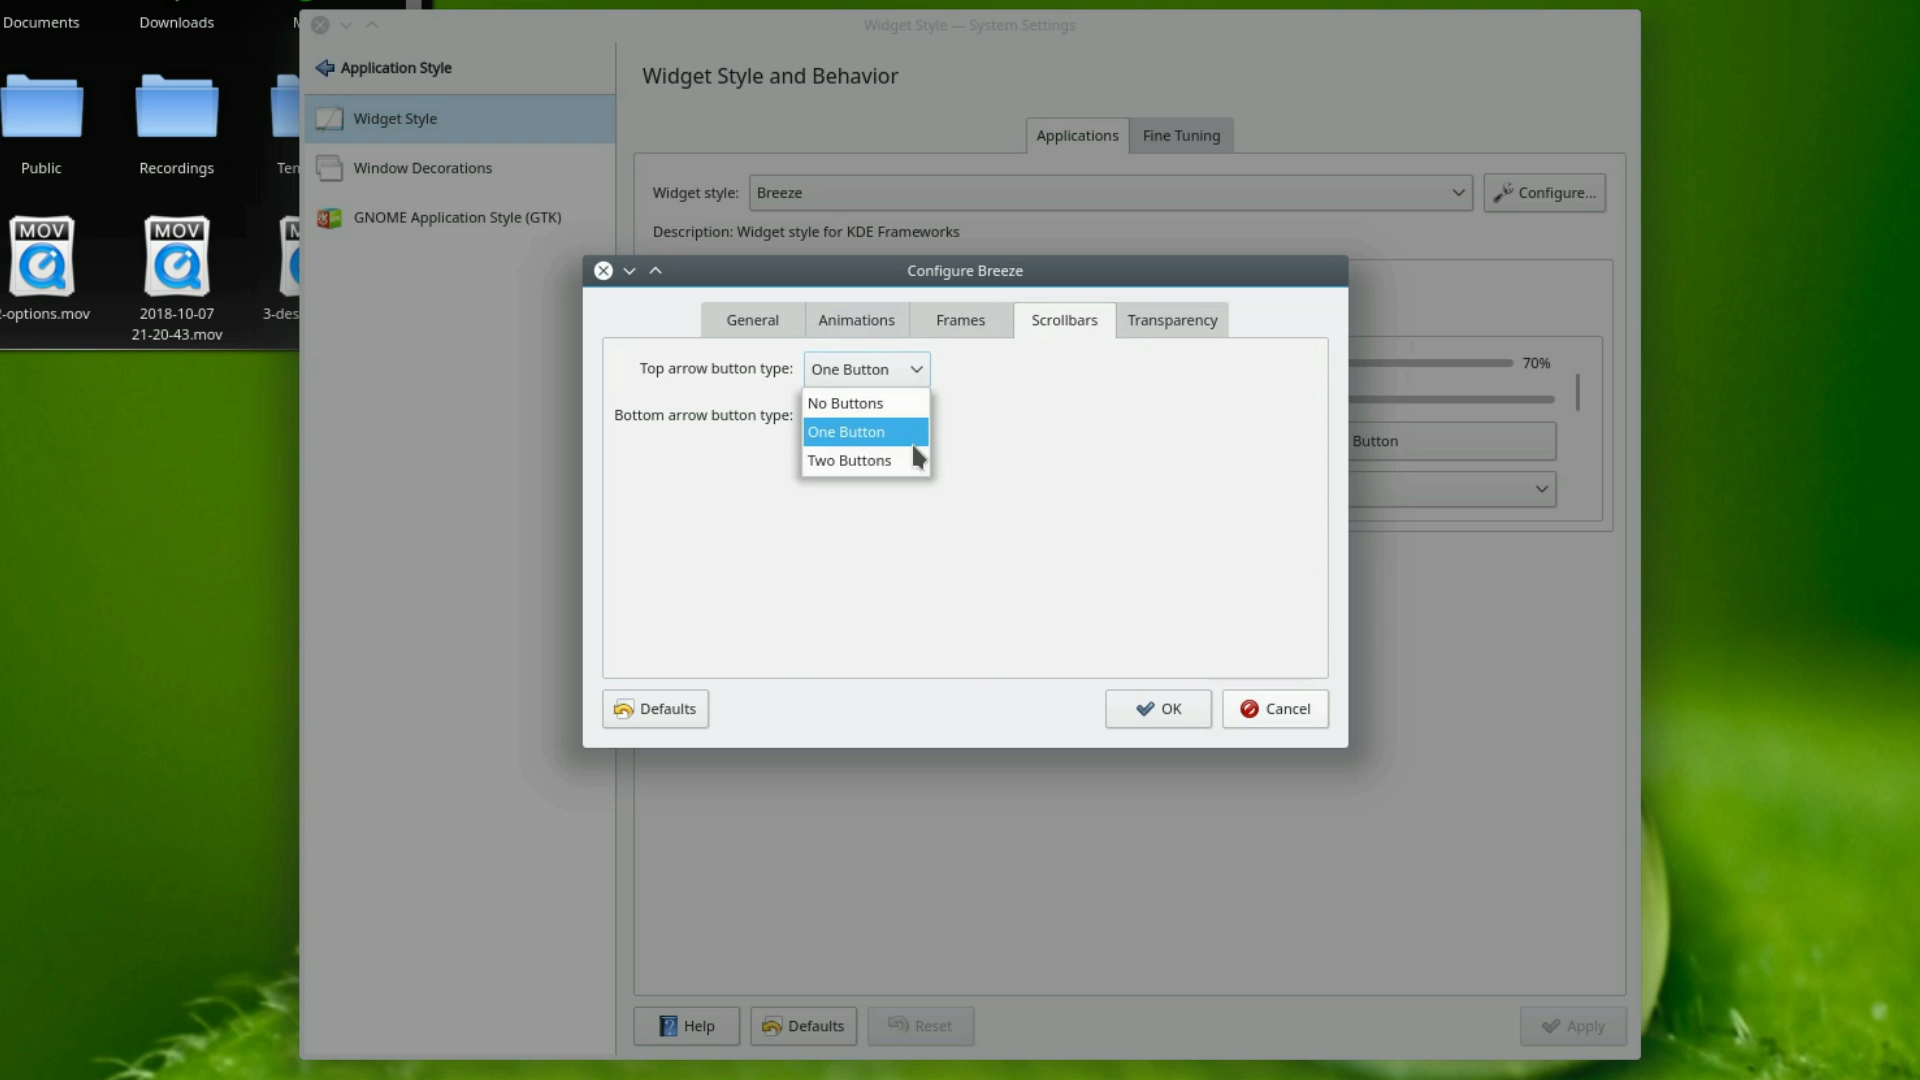 Documents
Downloads
M
Public
Recordings
Ten
MOV
MOV
-options.mov
2018-10-07
21-20-43.mov
3-des
Widget Style — System Settings
Application Style
Widget Style
Window Decorations
GNOME Application Style (GTK)
Widget Style and Behavior
Applications
Fine Tuning
Widget style:
Breeze
Configure...
Description: Widget style for KDE Frameworks
70%
Button
Configure Breeze
General
Animations
Frames
Scrollbars
Transparency
Top arrow button type:
One Button
No Buttons
Bottom arrow button type:
One Button
Two Buttons
Defaults
OK
Cancel
Help
Defaults
Reset
Apply